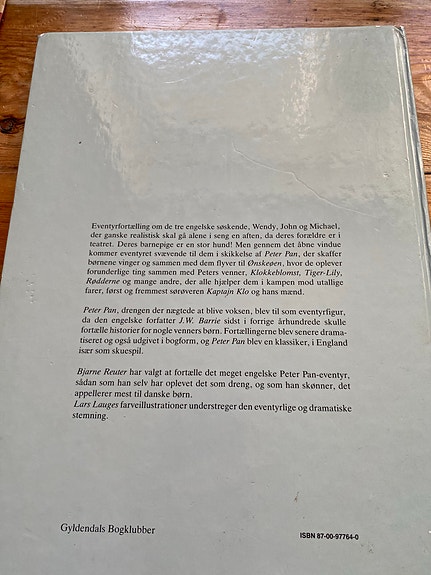 Eventyrfortælling om de tre engelske søskende, Wendy, John og Michael,
der ganske realistisk skal gå alene i seng en aften, da deres forældre er i
teatret. Deres barnepige er en stor hund! Men gennem det åbne vindue
kommer eventyret svævende til dem i skikkelse af Peter Pan, der skaffer
børnene vinger og sammen med dem flyver til Ønskeøen, hvor de oplever
forunderlige ting sammen med Peters venner, Klokkeblomst, Tiger-Lily,
Rødderne og mange andre, der alle hjælper dem i kampen mod utallige
farer, først og fremmest sørøveren Kaptajn Klo og hans mænd.
Peter Pan, drengen der nægtede at blive voksen, blev til som eventyrfigur,
da den engelske forfatter J.W. Barrie sidst i forrige århundrede skulle
fortælle historier for nogle venners børn. Fortællingerne blev senere drama-
tiseret og også udgivet i bogform, og Peter Pan blev en klassiker, i England
især som skuespil.
Bjarne Reuter har valgt at fortælle det meget engelske Peter Pan-eventyr,
sådan som han selv har oplevet det som dreng, og som han skønner, det
appellerer mest til danske børn.
Lars Lauges farveillustrationer understreger den eventyrlige og dramatiske
stemning.
Gyldendals Bogklubber
ISBN 87-00-97764-0